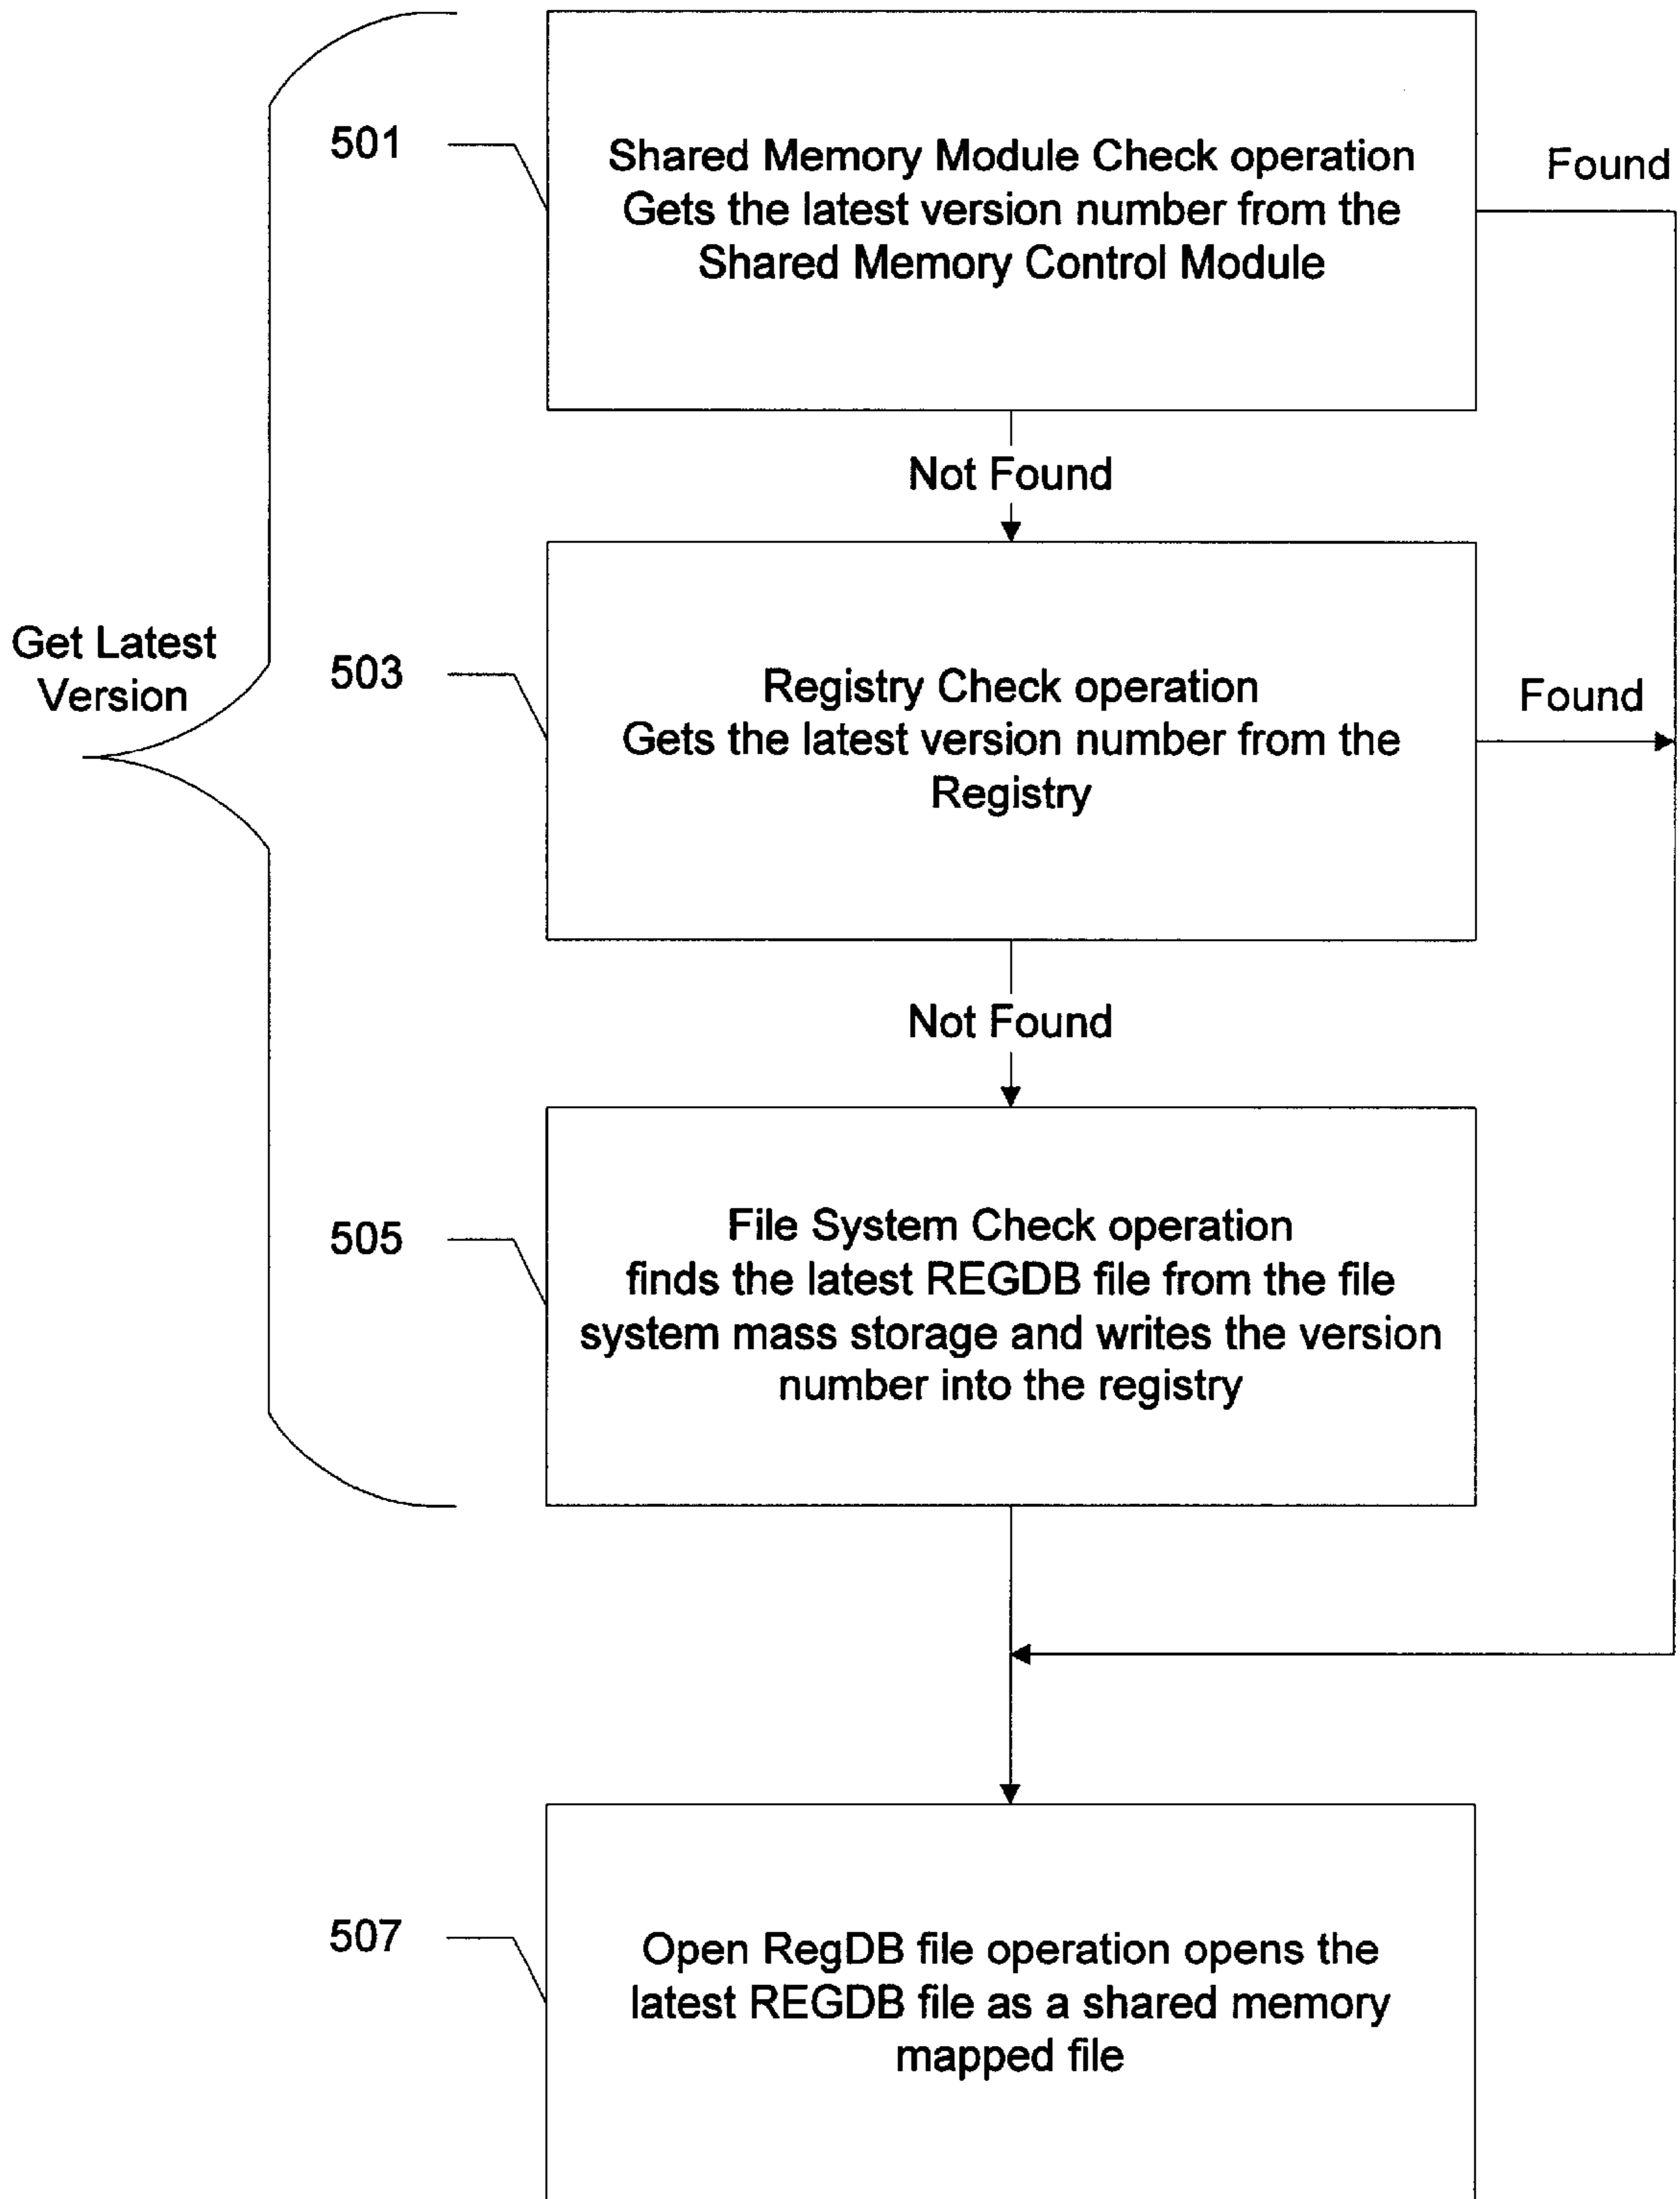 501
Shared Memory Module Check operation
Gets the latest version number from the
Shared Memory Control Module
Found
Not Found
Get Latest
Version
503
Registry Check operation
Gets the latest version number from the
Registry
Found
Not Found
505
File System Check operation
finds the latest REGDB file from the file
system mass storage and writes the version
number into the registry
507
Open RegDB file operation opens the
latest REGDB file as a shared memory
mapped file